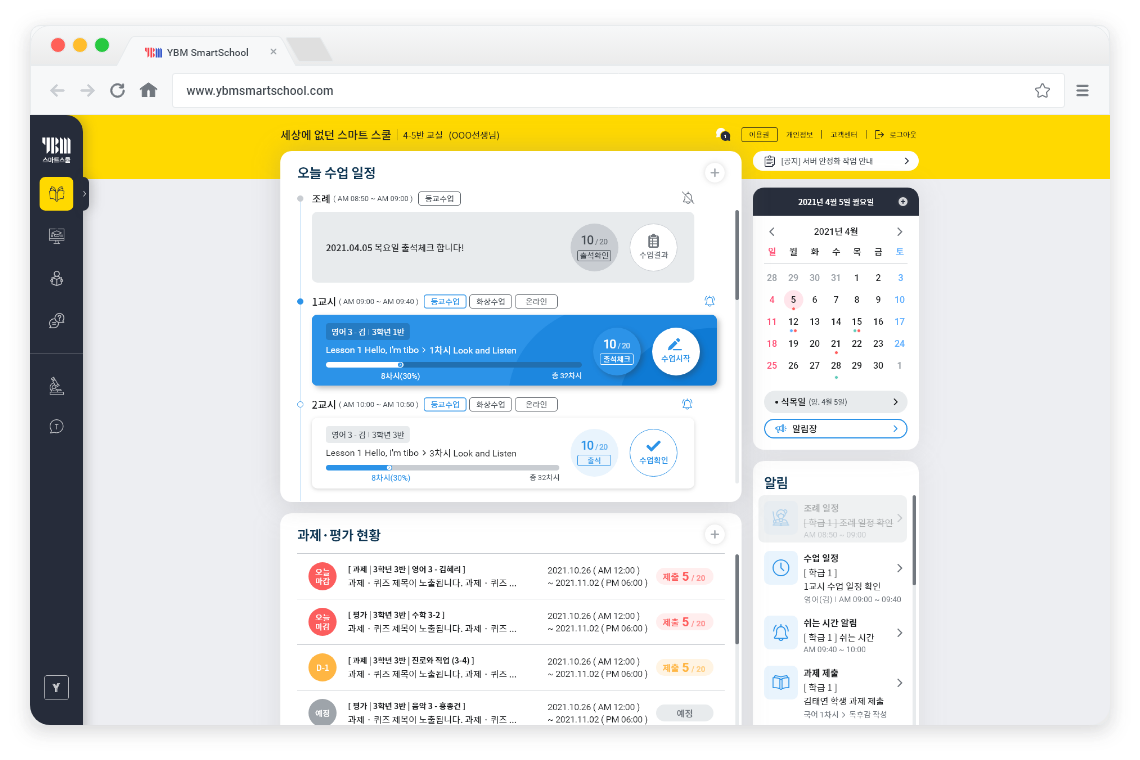 YBM YBM SmartSchool
www.ybmsmartschool.com
YBM
스마트스쿨
세상에 없던 스마트 스쿨 | 4-5반 교실 (OOO선생님)
1 이용권 개인정보 | 고객센터 | 로그아웃
[공지] 서버 안정화 작업 안내
오늘 수업 일정
조례 ( AM 08:50 ~ AM 09:00 ) 등교수업
2021.04.05 목요일 출석체크 합니다!
10 / 20
출석확인
수업결과
1교시 ( AM 09:00 ~ AM 09:40 ) 등교수업 화상수업 온라인
영어 3 - 김 | 3학년 1반
Lesson 1 Hello, I'm tibo > 1차시 Look and Listen
8차시(30%) 총 32차시
10 / 20
출석체크
수업시작
2교시 ( AM 10:00 ~ AM 10:50 ) 등교수업 화상수업 온라인
영어 3 - 김 | 3학년 3반
Lesson 1 Hello, I'm tibo > 3차시 Look and Listen
8차시(30%) 총 32차시
10 / 20
출석
수업확인
과제·평가 현황
오늘
마감
[ 과제 | 3학년 3반 | 영어 3 - 김혜리 ]
과제 · 퀴즈 제목이 노출됩니다. 과제 · 퀴즈 ...
2021.10.26 ( AM 12:00 )
~ 2021.11.02 ( PM 06:00 )
제출 5 / 20
오늘
마감
[ 평가 | 3학년 3반 | 수학 3-2 ]
과제 · 퀴즈 제목이 노출됩니다. 과제 · 퀴즈 ...
2021.10.26 ( AM 12:00 )
~ 2021.11.02 ( PM 06:00 )
제출 5 / 20
D-1
[ 과제 | 3학년 3반 | 진로와 직업 (3-4) ]
과제 · 퀴즈 제목이 노출됩니다. 과제 · 퀴즈 ...
2021.10.26 ( AM 12:00 )
~ 2021.11.02 ( PM 06:00 )
제출 5 / 20
예정
[ 평가 | 3학년 3반 | 음악 3 - 홍종건 ]
과제 · 퀴즈 제목이 노출됩니다. 과제 · 퀴즈 ...
2021.10.26 ( AM 12:00 )
~ 2021.11.02 ( PM 06:00 )
예정
2021년 4월 5일 월요일
2021년 4월
일 월 화 수 목 금 토
28 29 30 31 1 2 3
4 5 6 7 8 9 10
11 12 13 14 15 16 17
18 19 20 21 22 23 24
25 26 27 28 29 30 1
• 식목일 (일, 4월 5일)
알림장
알림
조례 일정
[ 학급 1 ] 조례 일정 확인
AM 08:50 ~ 09:00
수업 일정
[ 학급 1 ]
1교시 수업 일정 확인
영어(김) | AM 09:00 ~ 09:40
쉬는 시간 알림
[ 학급 1 ] 쉬는 시간
AM 09:40 ~ 10:00
과제 제출
[ 학급 1 ]
김태연 학생 과제 제출
국어 1차시 > 독후감 작성
Y